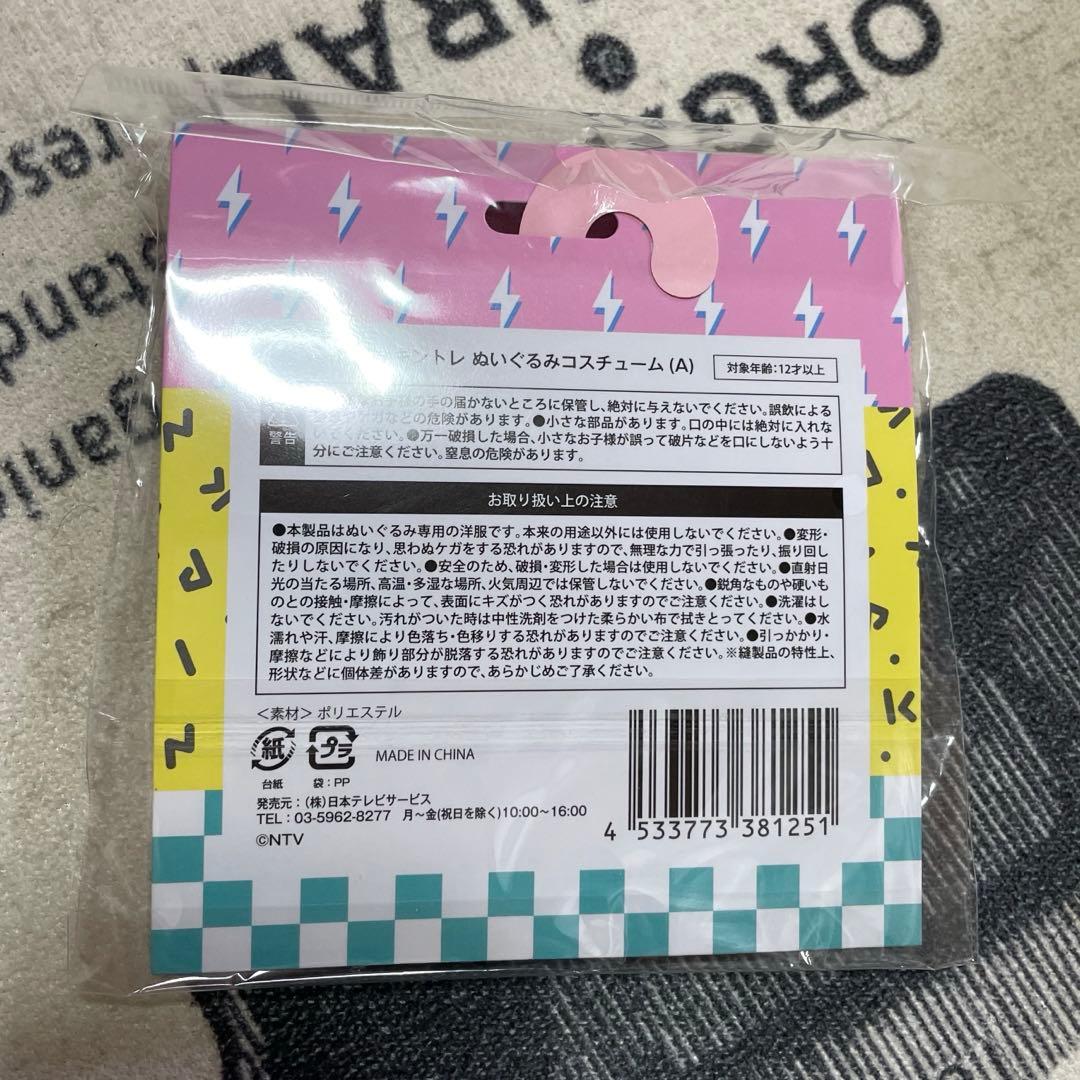 ORG
RAL
rese
tand
gani
ントレ ぬいぐるみコスチューム (A)
対象年齢:12才以上
警告
の手の届かないところに保管し、絶対に与えないでください。誤飲による
などの危険があります。●小さな部品があります。口の中には絶対に入れな
ください。●万一破損した場合、小さなお子様が誤って破片などを口にしないよう十
分にご注意ください。窒息の危険があります。
お取り扱い上の注意
●本製品はぬいぐるみ専用の洋服です。本来の用途以外には使用しないでください。●変形・
破損の原因になり、思わぬケガをする恐れがありますので、無理な力で引っ張ったり、振り回し
たりしないでください。●安全のため、破損・変形した場合は使用しないでください。●直射日
光の当たる場所、高温・多湿な場所、火気周辺では保管しないでください。●鋭角なものや硬いも
のとの接触・摩擦によって、表面にキズがつく恐れがありますのでご注意ください。●洗濯はし
ないでください。汚れがついた時は中性洗剤をつけた柔らかい布で拭きとってください。●水
濡れや汗、摩擦により色落ち・色移りする恐れがありますのでご注意ください。●引っかかり・
摩擦などにより飾り部分が脱落する恐れがありますのでご注意ください。※縫製品の特性上、
形状などに個体差がありますので、あらかじめご了承ください。
＜素材＞ ポリエステル
紙 プラ MADE IN CHINA
台紙 袋:PP
発売元:(株)日本テレビサービス
TEL:03-5962-8277 月～金(祝日を除く)10:00～16:00
©NTV
4 533773 381251